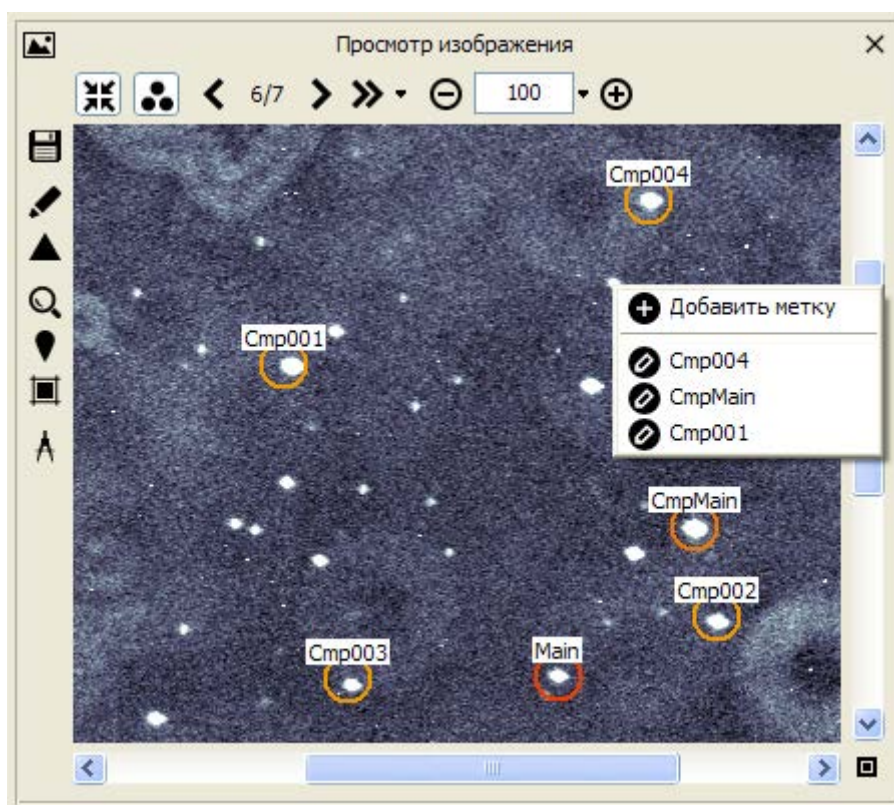 Просмотр изображения
6/7
100
Cmp004
Добавить метку
Cmp001
Cmp004
CmpMain
Cmp001
CmpMain
Cmp002
Cmp003
Main